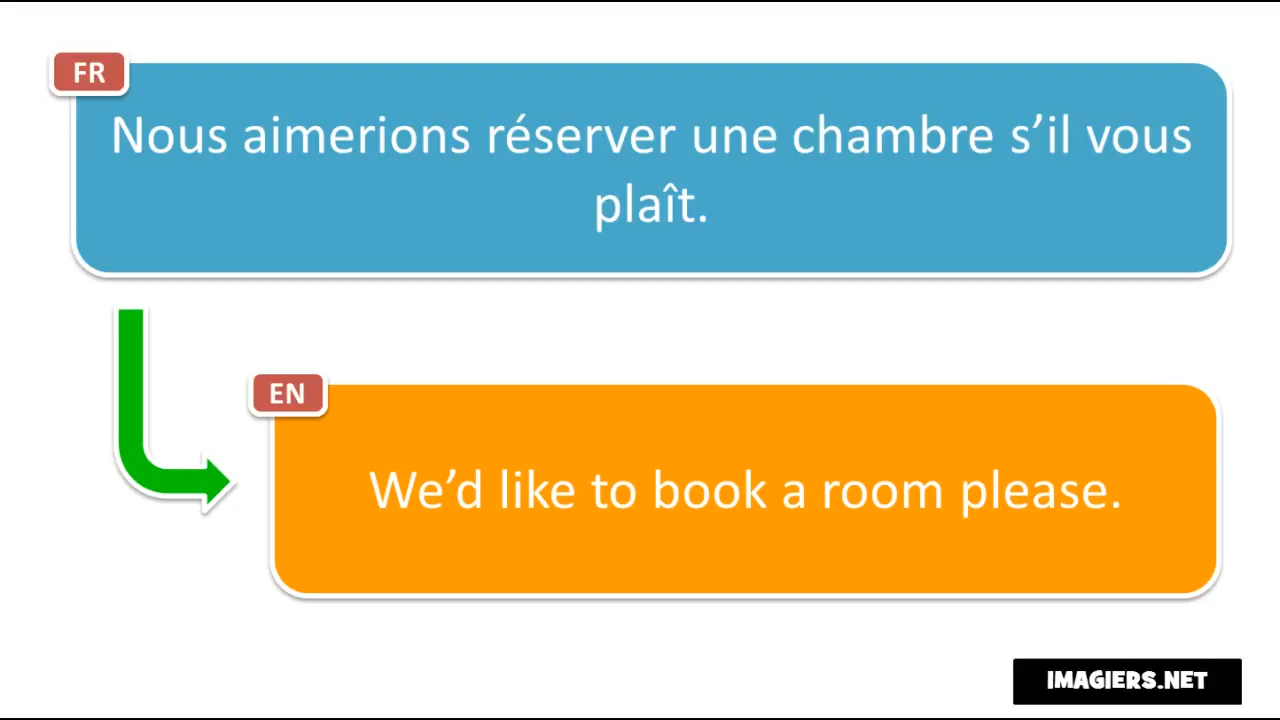 FR
Nous aimerions réserver une chambre s’il vous
plaît.
EN
We’d like to book a room please.
IMAGIERS.NET